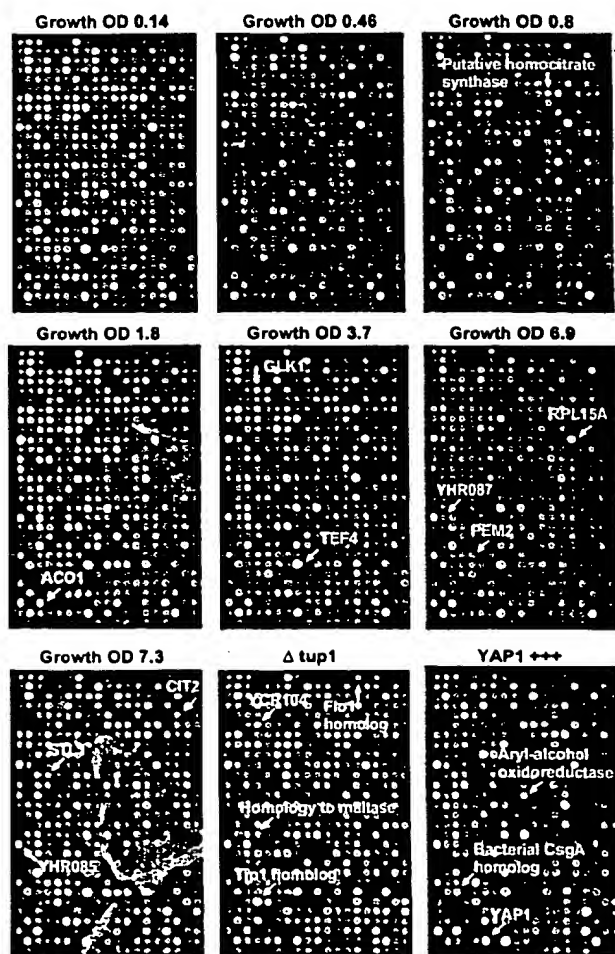 Growth OD 0.14
Growth OD 0.46
Growth OD 0.8
Putative homocitrate
synthase
Growth OD 1.8
Growth OD 3.7
Growth OD 6.9
GLK1
RPL15A
YHR087
TEF4
PEM2
ACO1
Growth OD 7.3
Δ tup1
YAP1 +++
CIT2
Flo1
homolog
Aryl-alcohol
oxidoreductase
Homology to maltase
Bacterial CsgA
homolog
YHR085
Tip1 homolog
YAP1